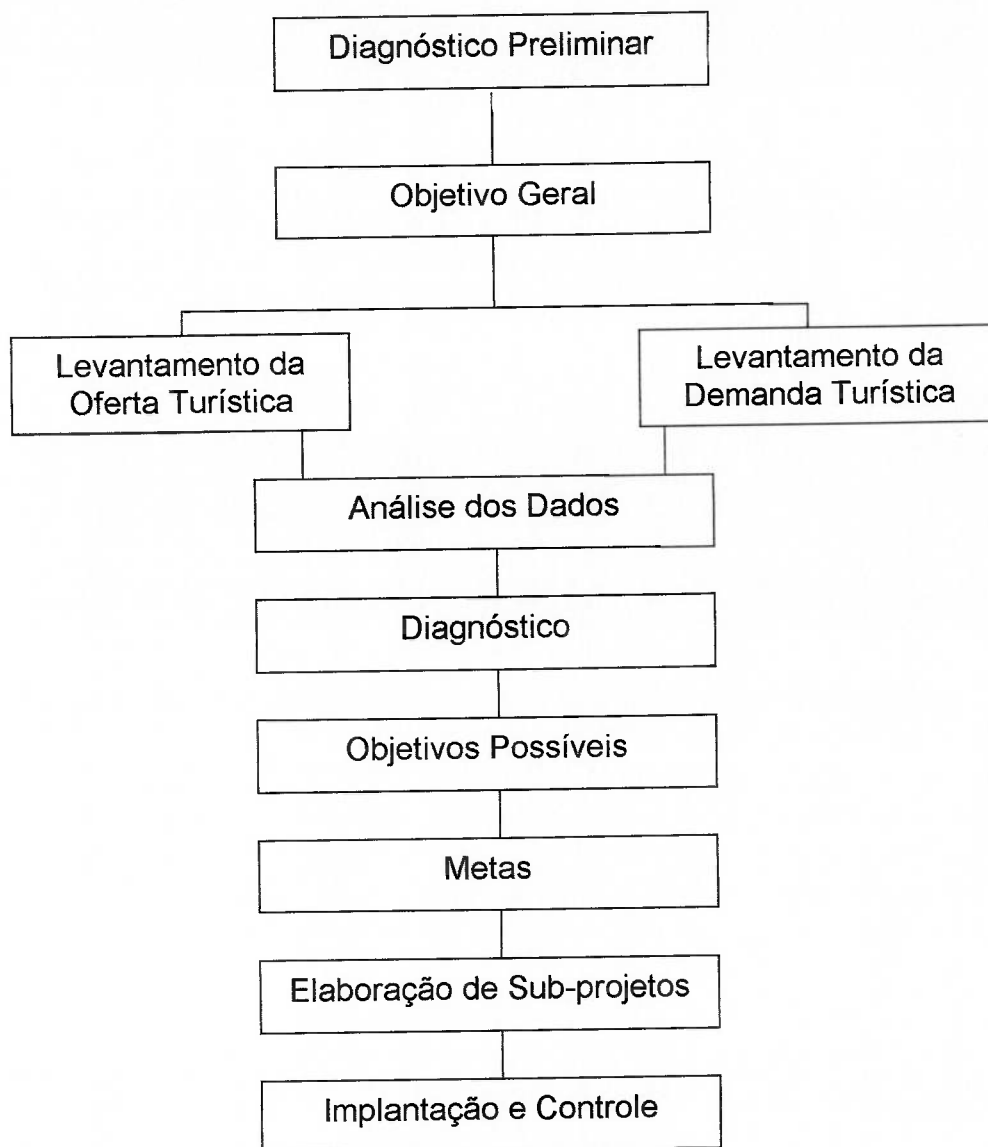 Diagnóstico Preliminar
Objetivo Geral
Levantamento da
Oferta Turística
Levantamento da
Demanda Turística
Análise dos Dados
Diagnóstico
Objetivos Possíveis
Metas
Elaboração de Sub-projetos
Implantação e Controle